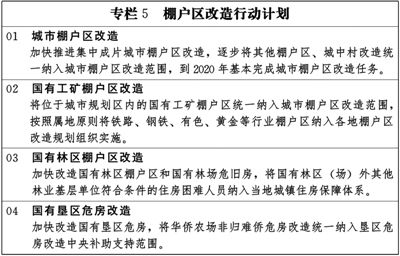 专栏5 棚户区改造行动计划
01 城市棚户区改造
加快推进集中成片城市棚户区改造，逐步将其他棚户区、城中村改造统
一纳入城市棚户区改造范围，到2020年基本完成城市棚户区改造任务。
02 国有工矿棚户区改造
将位于城市规划区内的国有工矿棚户区统一纳入城市棚户区改造范围，
按照属地原则将铁路、钢铁、有色、黄金等行业棚户区纳入各地棚户区
改造规划组织实施。
03 国有林区棚户区改造
加快改造国有林区棚户区和国有林场危旧房，将国有林区（场）外其他
林业基层单位符合条件的住房困难人员纳入当地城镇住房保障体系。
04 国有垦区危房改造
加快改造国有垦区危房，将华侨农场非归难侨危房改造统一纳入垦区危
房改造中央补助支持范围。